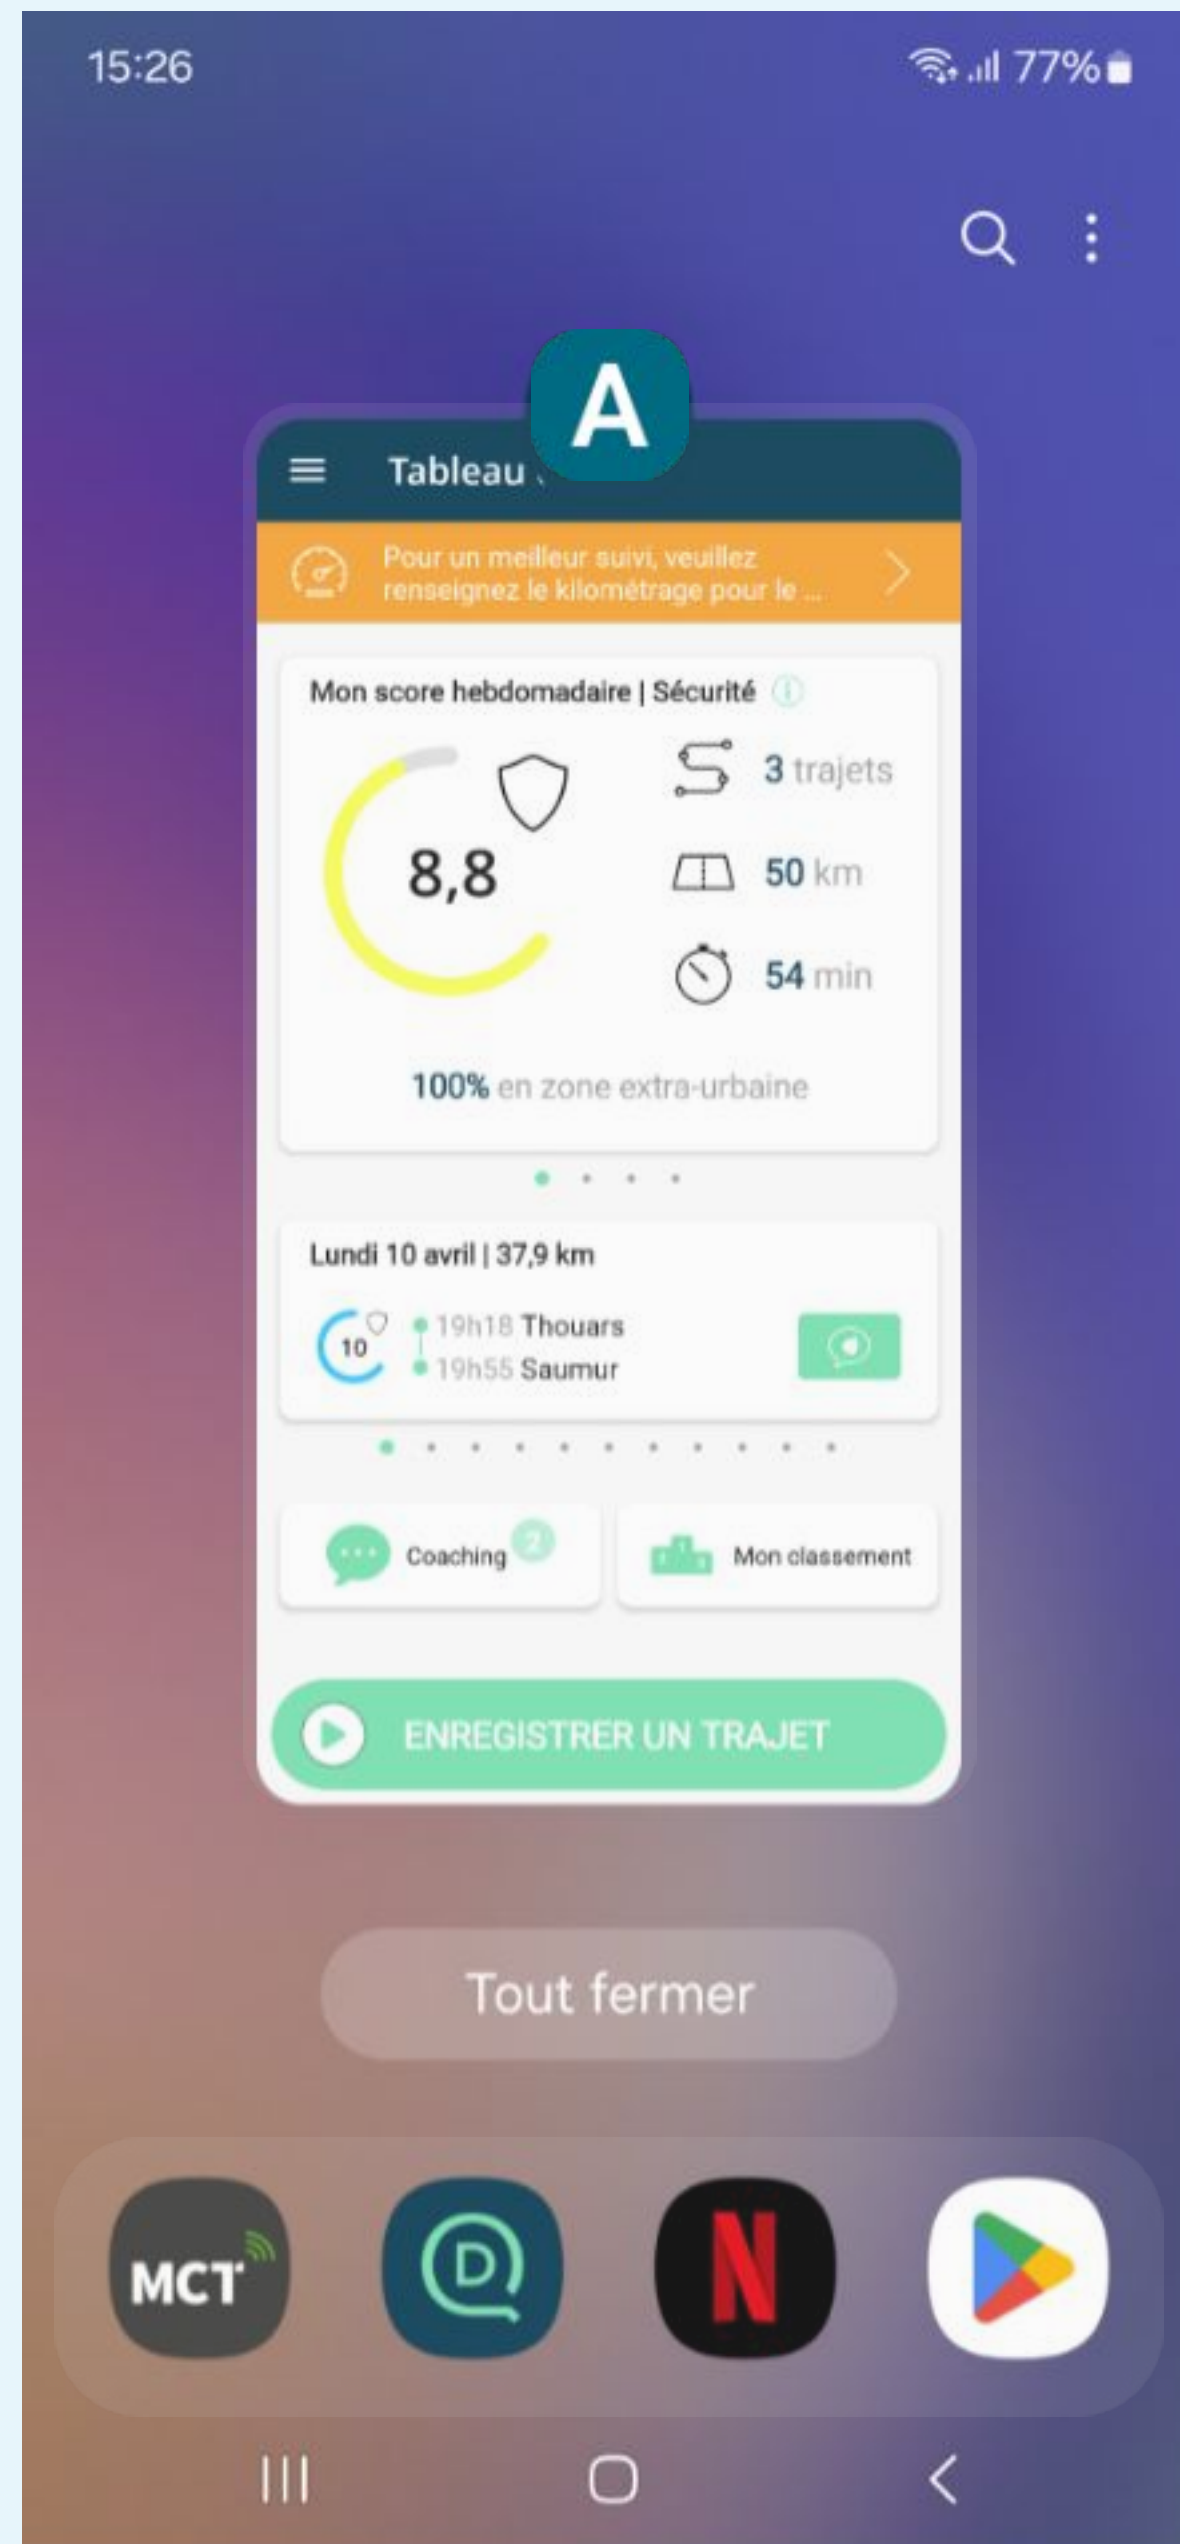 15:26
77%
A
Tableau
Pour un meilleur suivi, veuillez
renseignez le kilométrage pour le ...
Mon score hebdomadaire | Sécurité
8,8
3 trajets
50 km
54 min
100% en zone extra-urbaine
Lundi 10 avril | 37,9 km
10
19h18 Thouars
19h55 Saumur
Coaching 2
Mon classement
ENREGISTRER UN TRAJET
Tout fermer
MCT
D
N